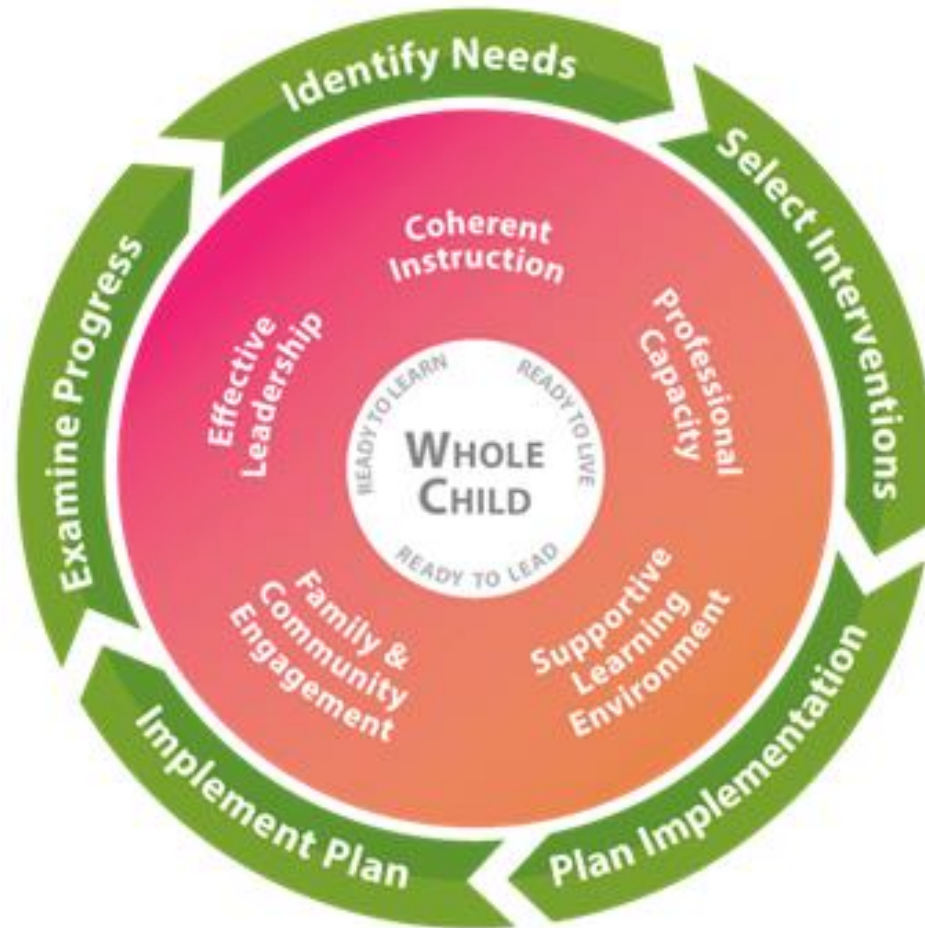 Identify Needs
Select Interventions
Plan Implementation
Implement Plan
Examine Progress
Coherent
Instruction
Professional
Capacity
Supportive
Learning
Environment
Family &
Community
Engagement
Effective
Leadership
READY TO LEARN
READY TO LIVE
READY TO LEAD
WHOLE
CHILD